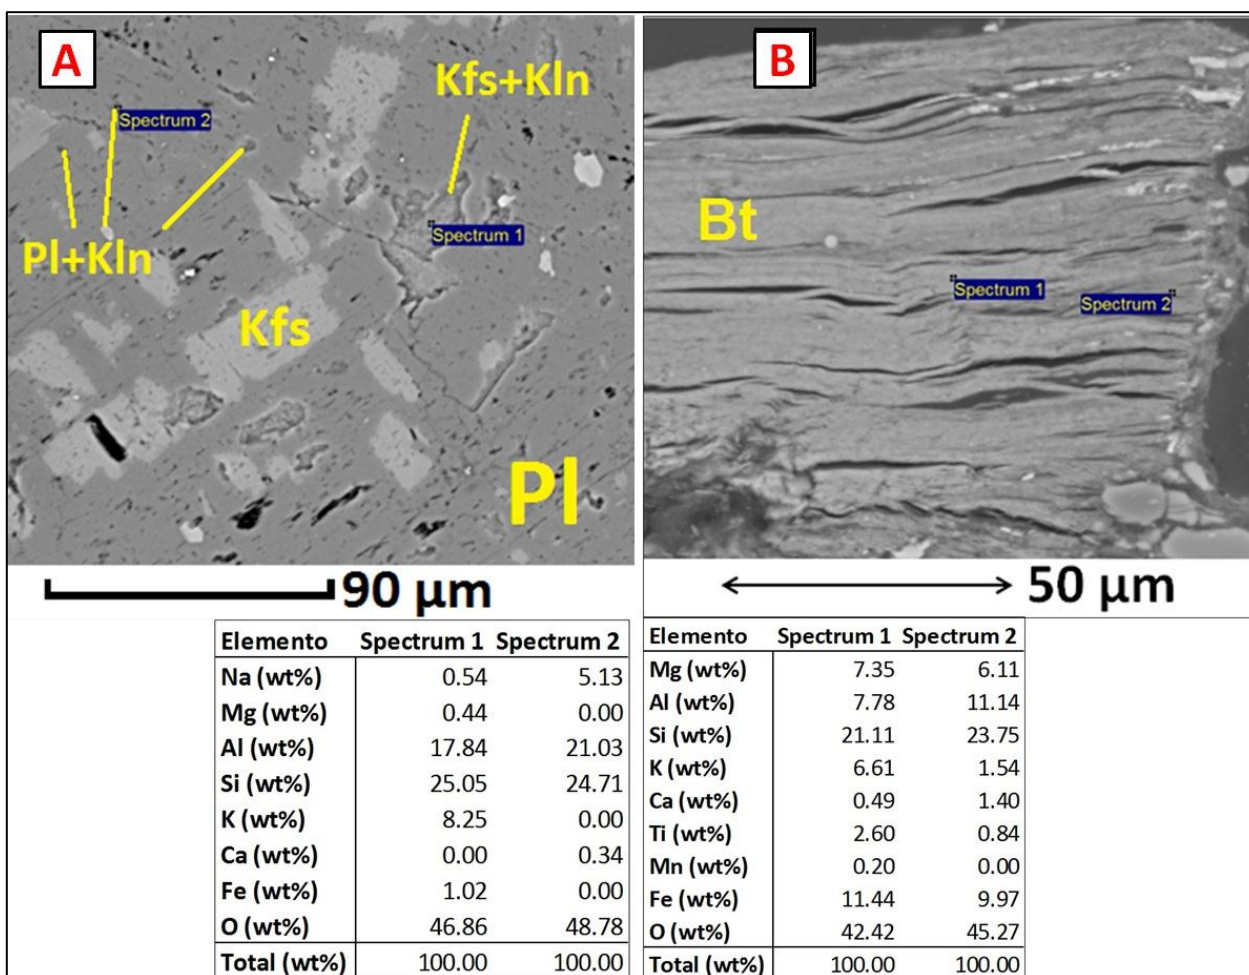 A
Kfs+Kln
Spectrum 2
Spectrum 1
Pl+Kln
Kfs
Pl
90 µm
Elemento Spectrum 1 Spectrum 2
Na (wt%) 0.54 5.13
Mg (wt%) 0.44 0.00
Al (wt%) 17.84 21.03
Si (wt%) 25.05 24.71
K (wt%) 8.25 0.00
Ca (wt%) 0.00 0.34
Fe (wt%) 1.02 0.00
O (wt%) 46.86 48.78
Total (wt%) 100.00 100.00
B
Bt
Spectrum 1
Spectrum 2
50 µm
Elemento Spectrum 1 Spectrum 2
Mg (wt%) 7.35 6.11
Al (wt%) 7.78 11.14
Si (wt%) 21.11 23.75
K (wt%) 6.61 1.54
Ca (wt%) 0.49 1.40
Ti (wt%) 2.60 0.84
Mn (wt%) 0.20 0.00
Fe (wt%) 11.44 9.97
O (wt%) 42.42 45.27
Total (wt%) 100.00 100.00